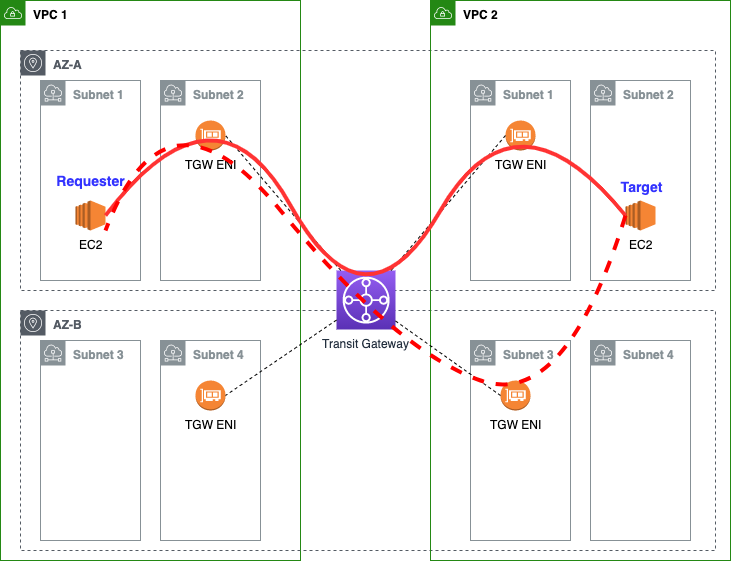 VPC 1
VPC 2
AZ-A
Subnet 1
Subnet 2
Subnet 1
Subnet 2
TGW ENI
TGW ENI
Requester
Target
EC2
EC2
AZ-B
Transit Gateway
Subnet 3
Subnet 4
Subnet 3
Subnet 4
TGW ENI
TGW ENI